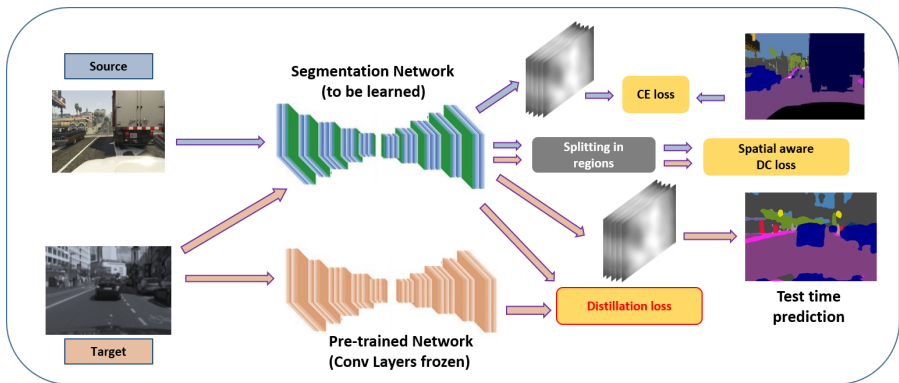 Source
Segmentation Network
(to be learned)
CE loss
Splitting in
regions
Spatial aware
DC loss
Distillation loss
Test time
prediction
Pre-trained Network
(Conv Layers frozen)
Target